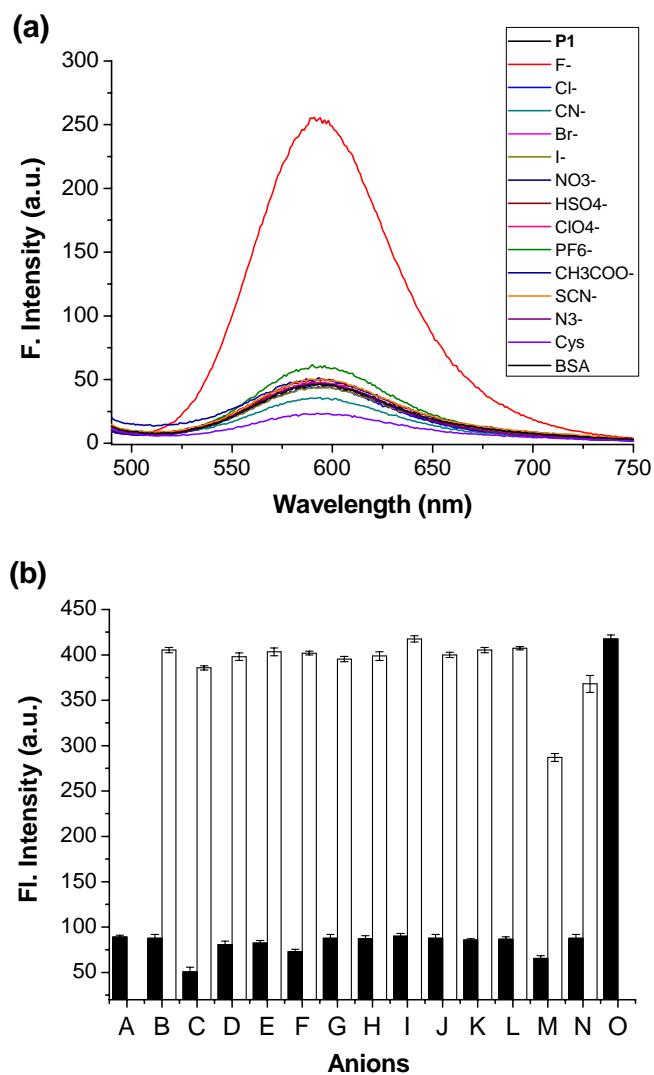 (a)
300
250
200
150
100
50
0
F. Intensity (a.u.)
500
550
600
650
700
750
Wavelength (nm)
P1
F-
Cl-
CN-
Br-
I-
NO3-
HSO4-
ClO4-
PF6-
CH3COO-
SCN-
N3-
Cys
BSA
(b)
450
400
350
300
250
200
150
100
50
Fl. Intensity (a.u.)
A B C D E F G H I J K L M N O
Anions